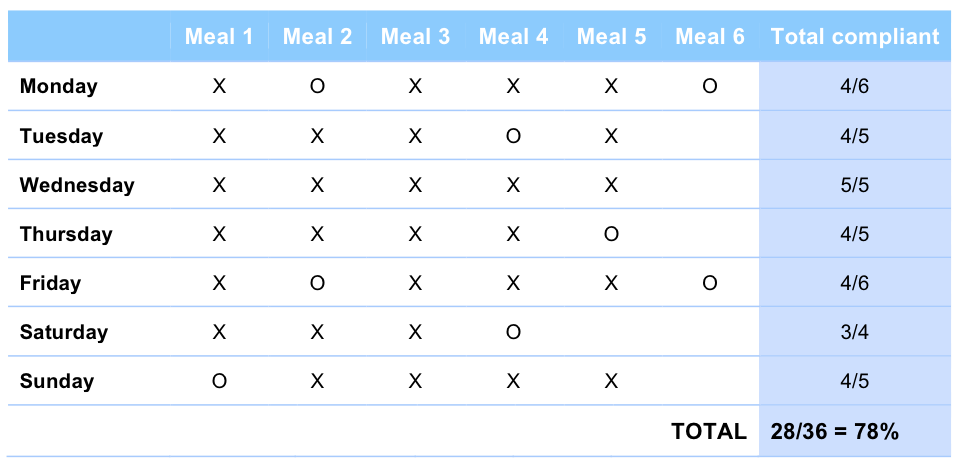 Meal 1 Meal 2 Meal 3 Meal 4 Meal 5 Meal 6 Total compliant
Monday X O X X X O 4/6
Tuesday X X X O X 4/5
Wednesday X X X X X 5/5
Thursday X X X X O 4/5
Friday X O X X X O 4/6
Saturday X X X O 3/4
Sunday O X X X X 4/5
TOTAL 28/36 = 78%